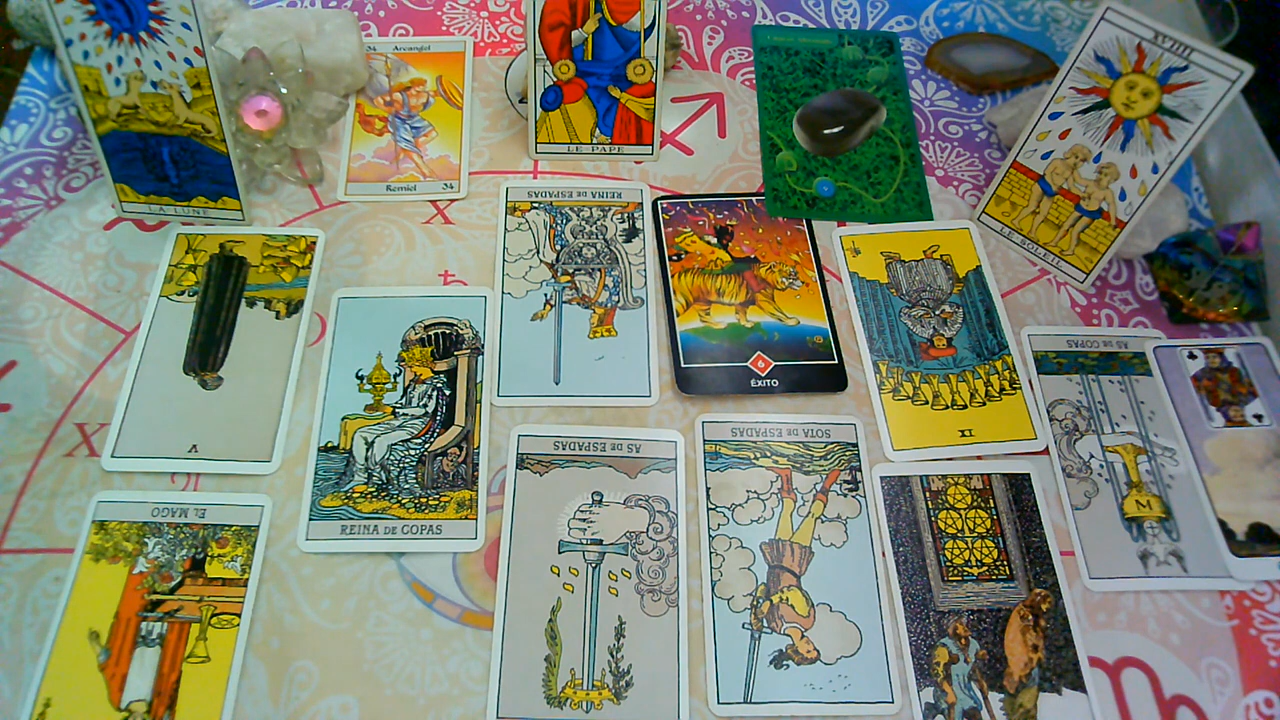 LA LUNE
34 Arcangel
Remiel 34
LE PAPE
XVIIII
LE SOLEIL
REINA DE ESPADAS
6
ÉXITO
IX
AS DE COPAS
V
REINA DE COPAS
AS DE ESPADAS
SOTA DE ESPADAS
EL MAGO
X